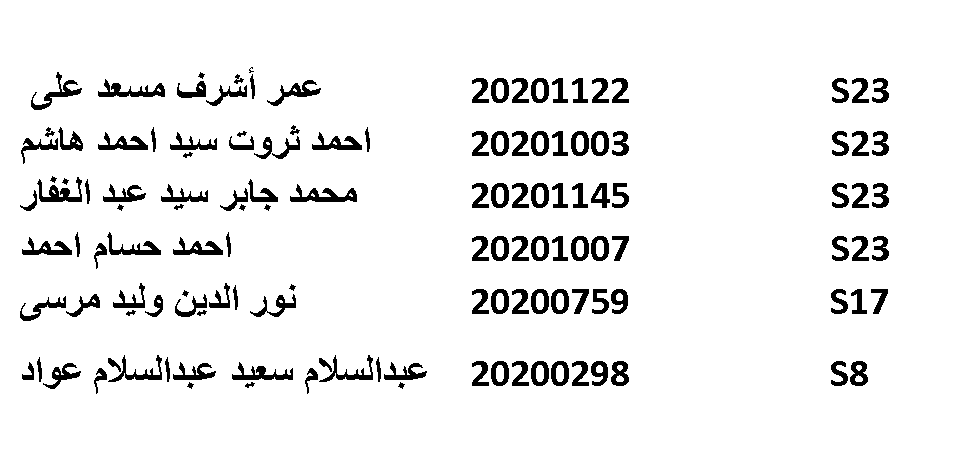 عمر أشرف مسعد على 20201122 S23
احمد ثروت سيد احمد هاشم 20201003 S23
محمد جابر سيد عبد الغفار 20201145 S23
احمد حسام احمد 20201007 S23
نور الدين وليد مرسى 20200759 S17
عبدالسلام سعيد عبدالسلام عواد 20200298 S8